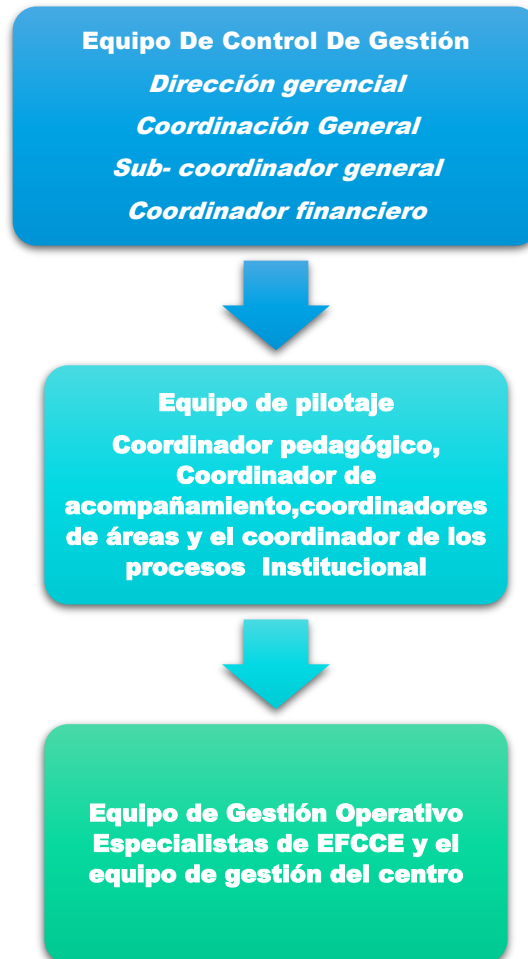 Equipo De Control De Gestión
Dirección gerencial
Coordinación General
Sub- coordinador general
Coordinador financiero
Equipo de pilotaje
Coordinador pedagógico,
Coordinador de
acompañamiento,coordinadores
de áreas y el coordinador de los
procesos Institucional
Equipo de Gestión Operativo
Especialistas de EFCCE y el
equipo de gestión del centro